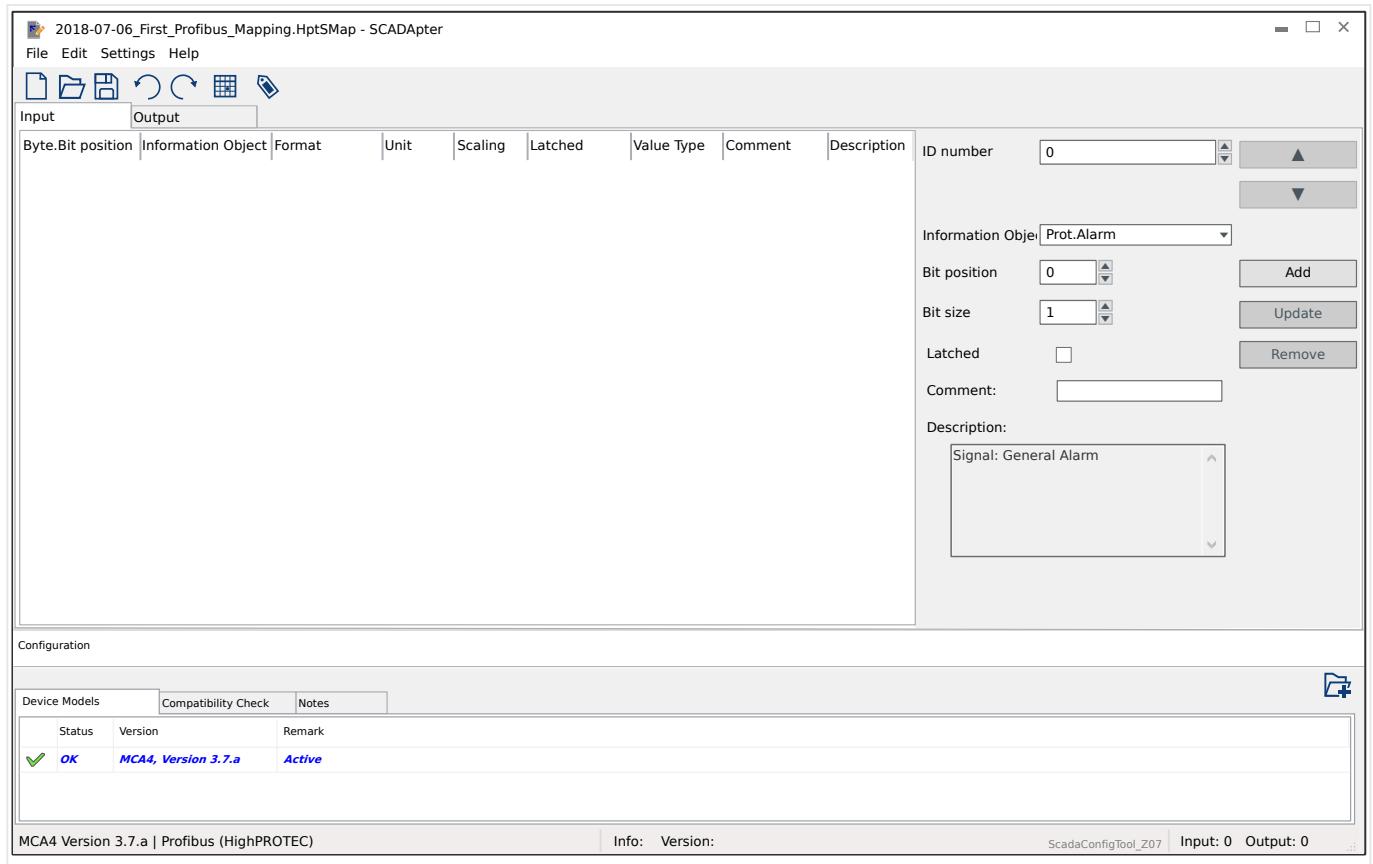 2018-07-06_First_Profibus_Mapping.HptSMap - SCADApter
File Edit Settings Help
Input Output
Byte.Bit position Information Object Format Unit Scaling Latched Value Type Comment Description
ID number 0
Information Obje Prot.Alarm
Bit position 0 Add
Bit size 1 Update
Latched Remove
Comment:
Description:
Signal: General Alarm
Configuration
Device Models Compatibility Check Notes
Status Version Remark
OK MCA4, Version 3.7.a Active
MCA4 Version 3.7.a | Profibus (HighPROTEC) Info: Version: ScadaConfigTool_Z07 Input: 0 Output: 0